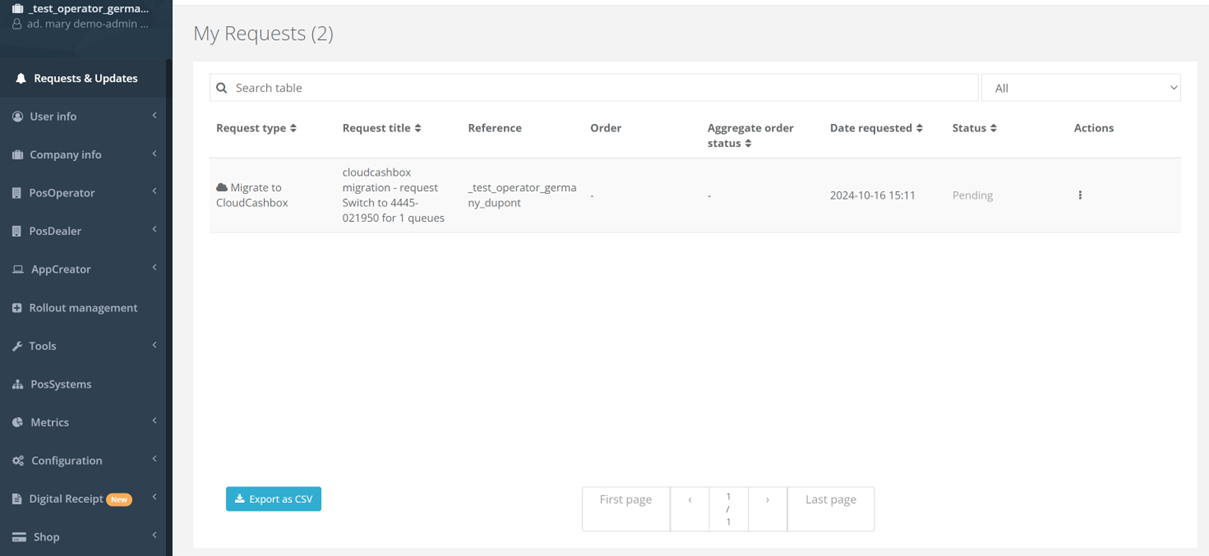 _test_operator_germa...
ad. mary demo-admin ...
Requests & Updates
User info
Company info
PosOperator
PosDealer
AppCreator
Rollout management
Tools
PosSystems
Metrics
Configuration
Digital Receipt New
Shop
My Requests (2)
Search table
All
Request type
Request title
Reference
Order
Aggregate order
status
Date requested
Status
Actions
Migrate to
CloudCashbox
cloudcashbox
migration - request
Switch to 4445-
021950 for 1 queues
_test_operator_germa
ny_dupont
-
-
2024-10-16 15:11
Pending
Export as CSV
First page
‹
1
/
1
›
Last page